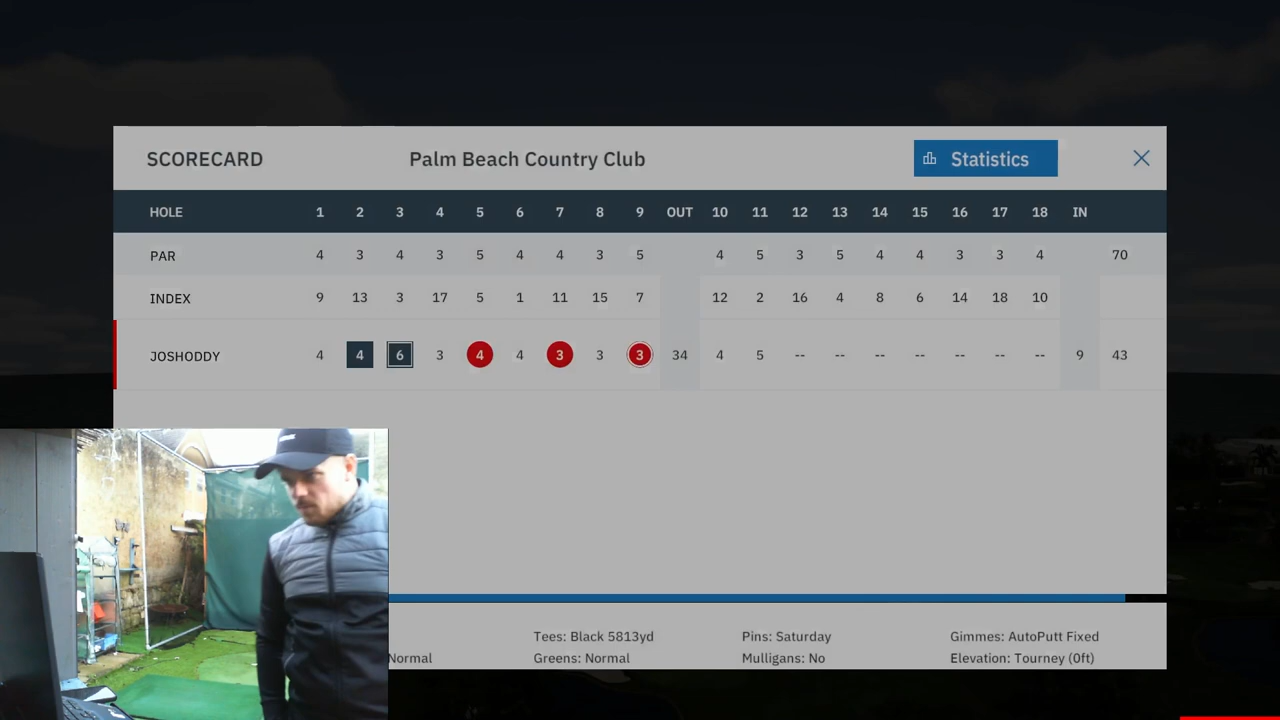 SCORECARD Palm Beach Country Club Statistics
HOLE 1 2 3 4 5 6 7 8 9 OUT 10 11 12 13 14 15 16 17 18 IN
PAR 4 3 4 3 5 4 4 3 5 4 5 3 5 4 4 3 3 4 70
INDEX 9 13 3 17 5 1 11 15 7 12 2 16 4 8 6 14 18 10
JOSHODDY 4 4 6 3 4 4 3 3 3 34 4 5 -- -- -- -- -- -- -- 9 43
Tees: Black 5813yd Pins: Saturday Gimmes: AutoPutt Fixed
Normal Greens: Normal Mulligans: No Elevation: Tourney (0ft)